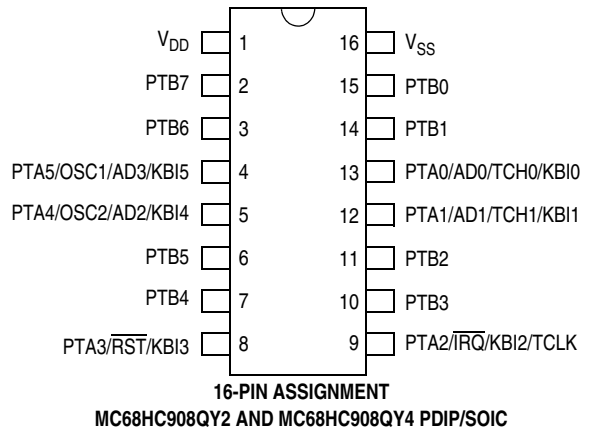 VDD 1 16 VSS
PTB7 2 15 PTB0
PTB6 3 14 PTB1
PTA5/OSC1/AD3/KBI5 4 13 PTA0/AD0/TCH0/KBI0
PTA4/OSC2/AD2/KBI4 5 12 PTA1/AD1/TCH1/KBI1
PTB5 6 11 PTB2
PTB4 7 10 PTB3
PTA3/R̅S̅T̅/KBI3 8 9 PTA2/I̅R̅Q̅/KBI2/TCLK
16-PIN ASSIGNMENT
MC68HC908QY2 AND MC68HC908QY4 PDIP/SOIC